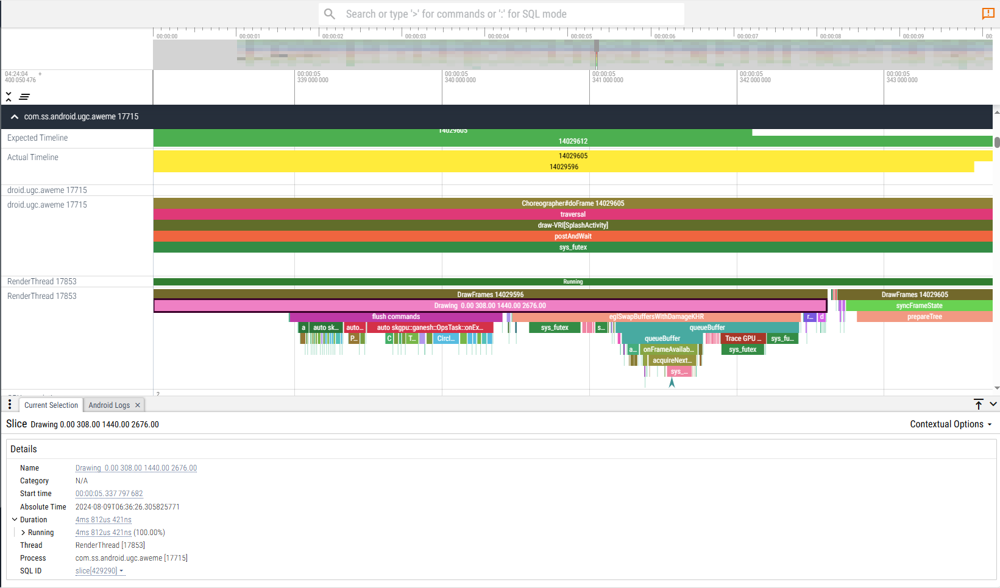 Search or type '>' for commands or ':' for SQL mode
00:00:00 00:00:01 00:00:02 00:00:03 00:00:04 00:00:05 00:00:06 00:00:07 00:00:08 00:00:09 00:
04:24:04 +
400 050 476
00:00:05 00:00:05 00:00:05 00:00:05 00:00:05
339 000 000 340 000 000 341 000 000 342 000 000 343 000 000
com.ss.android.ugc.aweme 17715
14029605
Expected Timeline
14029612
Actual Timeline
14029605
14029596
droid.ugc.aweme 17715
droid.ugc.aweme 17715
Choreographer#doFrame 14029605
traversal
draw-VRI[SplashActivity]
postAndWait
sys_futex
RenderThread 17853
Running
RenderThread 17853
DrawFrames 14029596 DrawFrames 14029605
Drawing 0.00 308.00 1440.00 2676.00 syncFrameState
flush commands eglSwapBuffersWithDamageKHR r... d prepareTree
a auto sk... auto... auto skgpu::ganesh::OpsTask::onEx... sys_futex s... queueBuffer
P... C T... Circl... queueBuffer Trace GPU ... sys_fu...
a... onFrameAvailab... sys_futex
acquireNext...
sys_...
2
Current Selection Android Logs ✕
Slice Drawing 0.00 308.00 1440.00 2676.00 Contextual Options
Details
Name Drawing 0.00 308.00 1440.00 2676.00
Category N/A
Start time 00:00:05.337 797 682
Absolute Time 2024-08-09T06:36:26.305825771
Duration 4ms 812us 421ns
Running 4ms 812us 421ns (100.00%)
Thread RenderThread [17853]
Process com.ss.android.ugc.aweme [17715]
SQL ID slice[429290]